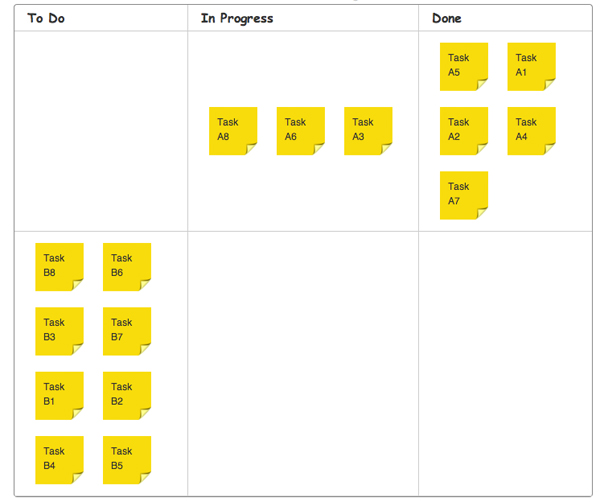 To Do
In Progress
Done
Task
A8
Task
A6
Task
A3
Task
A5
Task
A1
Task
A2
Task
A4
Task
A7
Task
B8
Task
B6
Task
B3
Task
B7
Task
B1
Task
B2
Task
B4
Task
B5